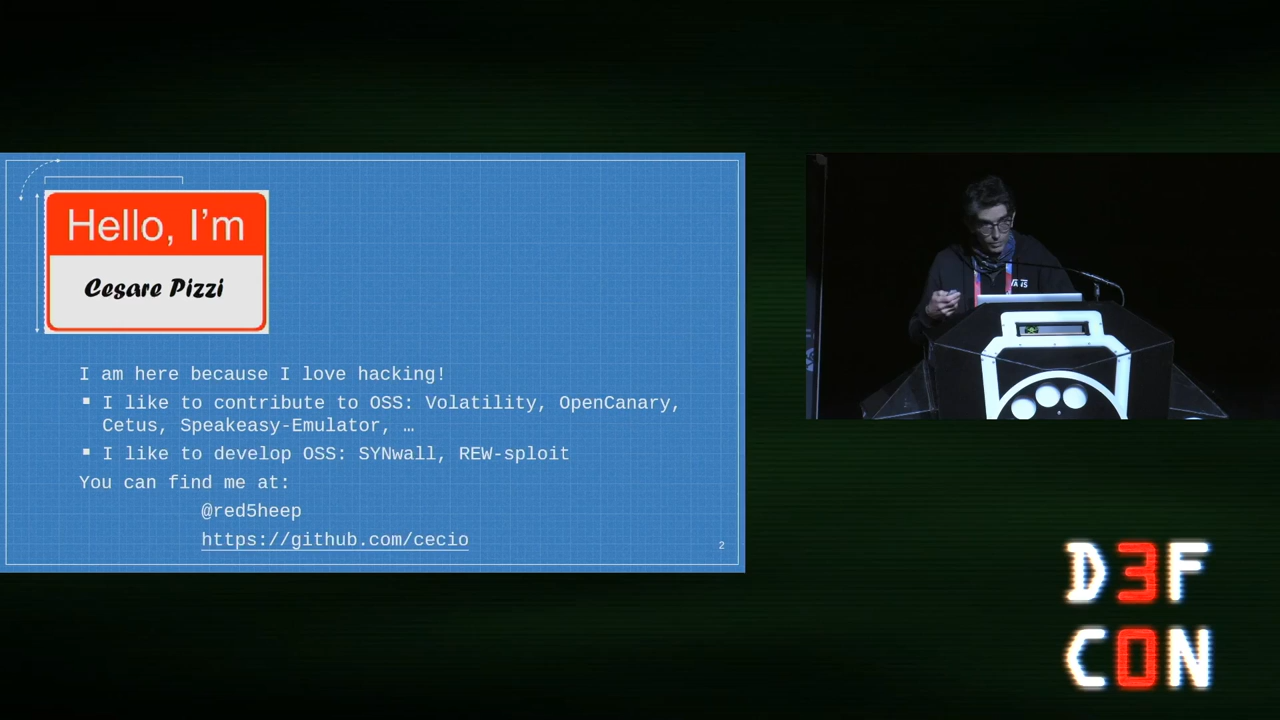 Hello, I'm
Cesare Pizzi
I am here because I love hacking!
▪ I like to contribute to OSS: Volatility, OpenCanary,
Cetus, Speakeasy-Emulator, …
▪ I like to develop OSS: SYNwall, REW-sploit
You can find me at:
@red5heep
https://github.com/cecio
2
D3F
C0N